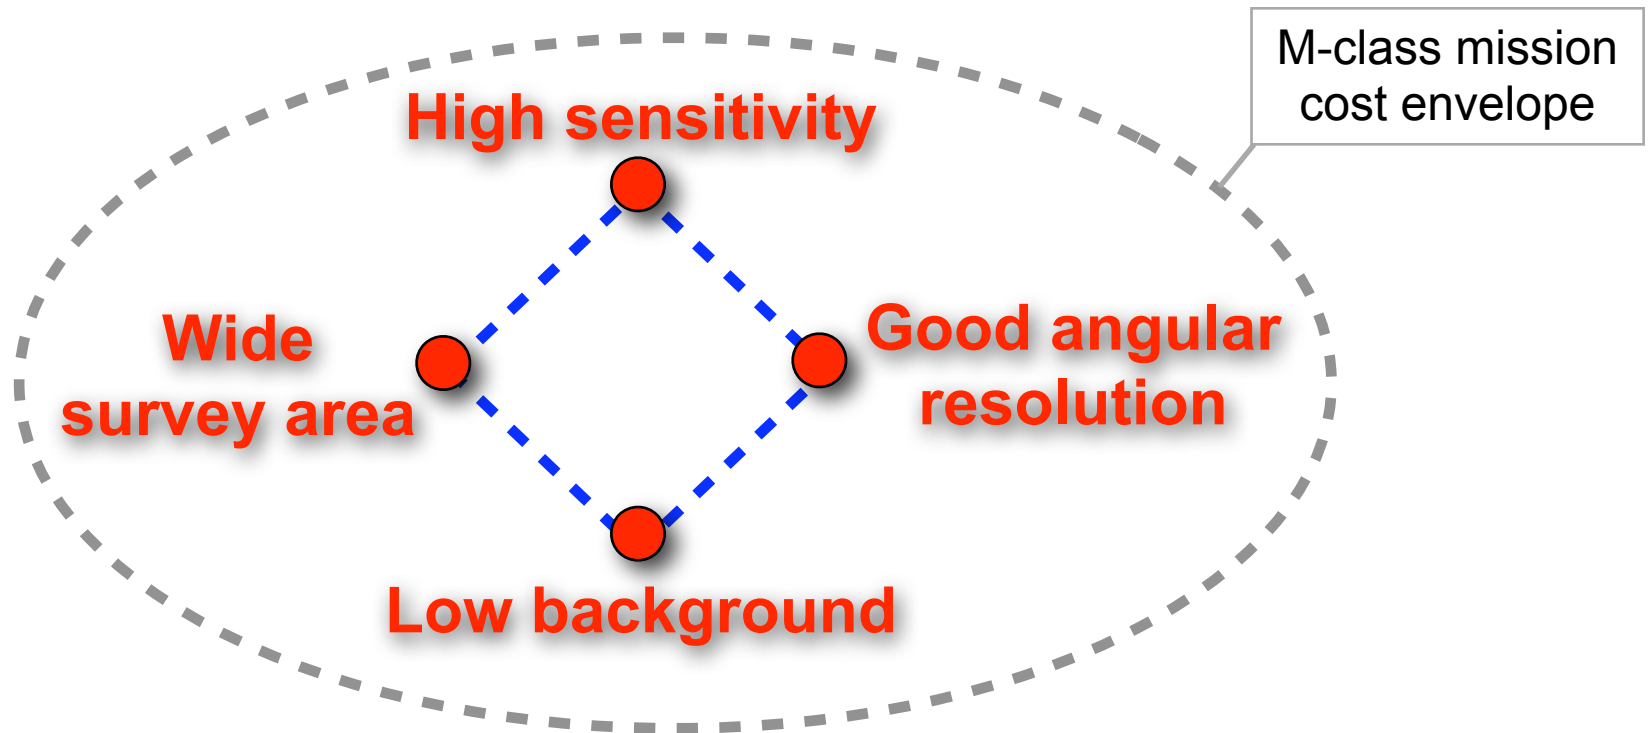 M-class mission
cost envelope
High sensitivity
Wide
survey area
Good angular
resolution
Low background